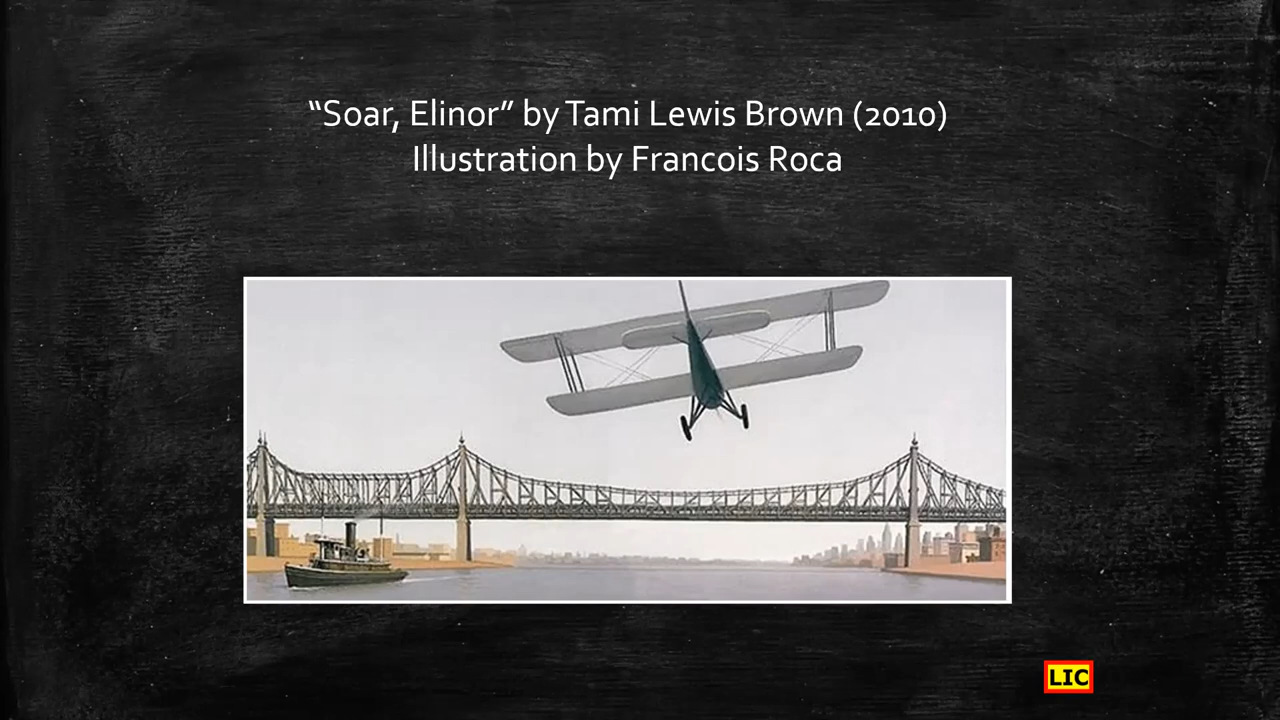 “Soar, Elinor” by Tami Lewis Brown (2010)
Illustration by Francois Roca
LIC